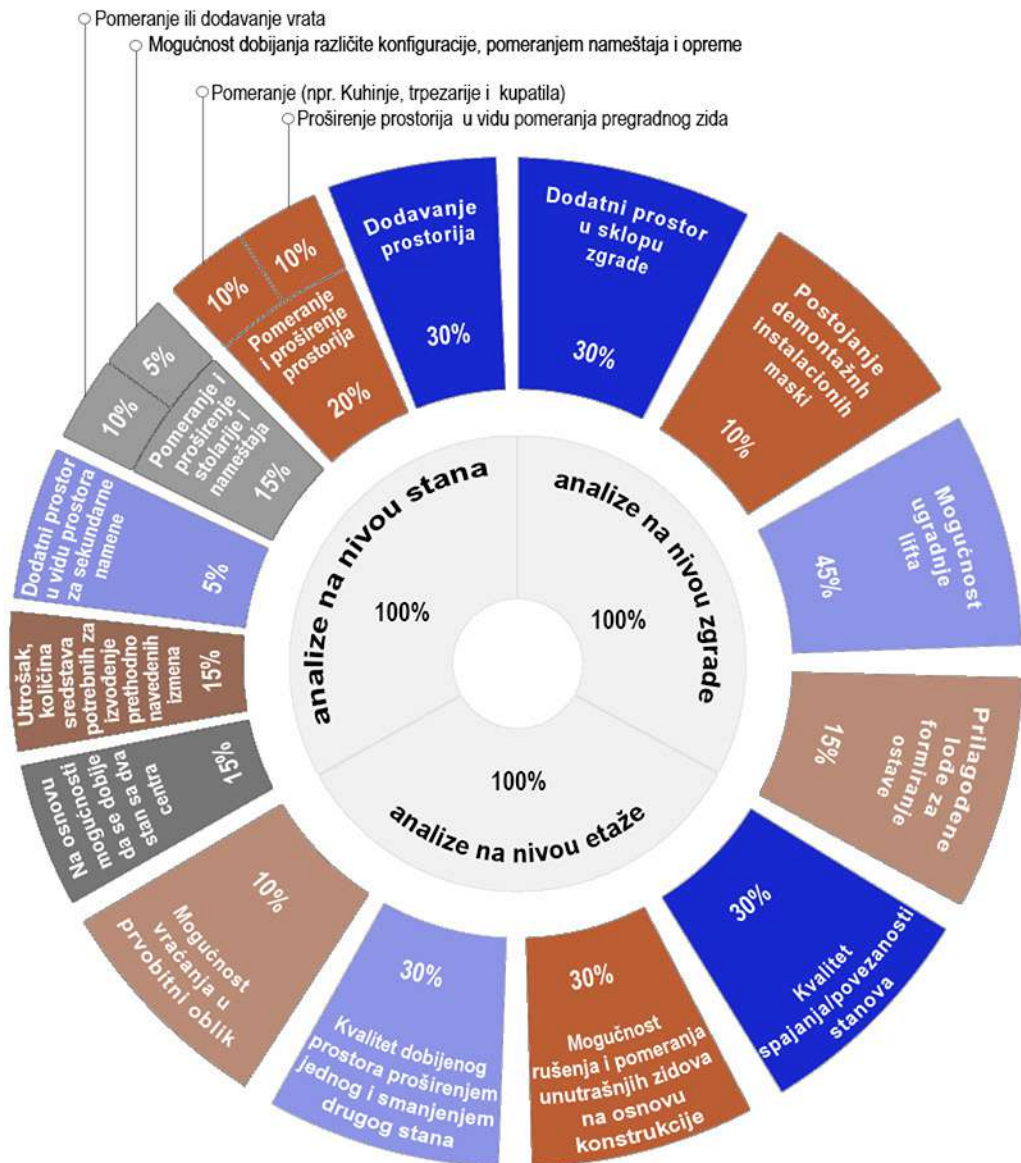 Pomeranje ili dodavanje vrata
Mogućnost dobijanja različite konfiguracije, pomeranjem nameštaja i opreme
Pomeranje (npr. Kuhinje, trpezarije i kupatila)
Proširenje prostorija u vidu pomeranja pregradnog zida
Dodavanje
prostorija
30%
Dodatni prostor
u sklopu
zgrade
30%
Postojanje
demontažnh
instalacionih
maski
10%
Mogućnost
ugradnje
lifta
45%
Prilagođene
lođe za
formiranje
ostave
15%
30%
Kvalitet
spajanja/povezanosti
stanova
30%
Mogućnost
rušenja i pomeranja
unutrašnjih zidova
na osnovu
konstrukcije
30%
Kvalitet dobijenog
prostora proširenjem
jednog i smanjenjem
drugog stana
10%
Mogućnost
vraćanja u
prvobitni oblik
Na osnovu
mogućnosti
da se dobije
stan sa dva
centra
15%
Utrošak,
količina
sredstava
potrebnih za
izvođenje
prethodno
navedenih
izmena
15%
Dodatni prostor
u vidu prostora
za sekundarne
namene
5%
10%
5%
Pomeranje i
proširenje
stolarije i
nameštaja
15%
10%
10%
Pomeranje
i proširenje
prostorija
20%
analize na nivou stana
100%
analize na nivou zgrade
100%
100%
analize na nivou etaže